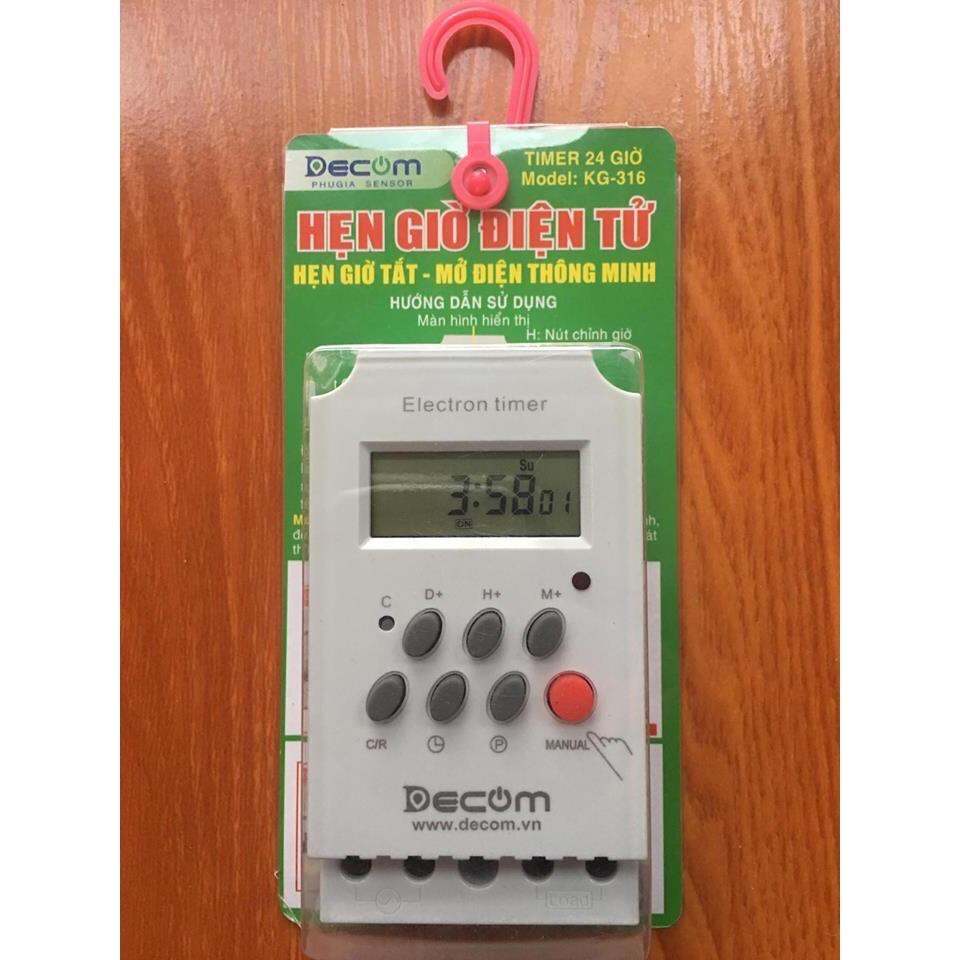 DECOM
PHUGIA SENSOR
TIMER 24 GIỜ
Model: KG-316
HẸN GIỜ ĐIỆN TỬ
HẸN GIỜ TẮT - MỞ ĐIỆN THÔNG MINH
HƯỚNG DẪN SỬ DỤNG
Màn hình hiển thị
H: Nút chỉnh giờ
Electron timer
Su
3:58 01
ON
C D+ H+ M+
C/R P MANUAL
DECOM
www.decom.vn
LOAD